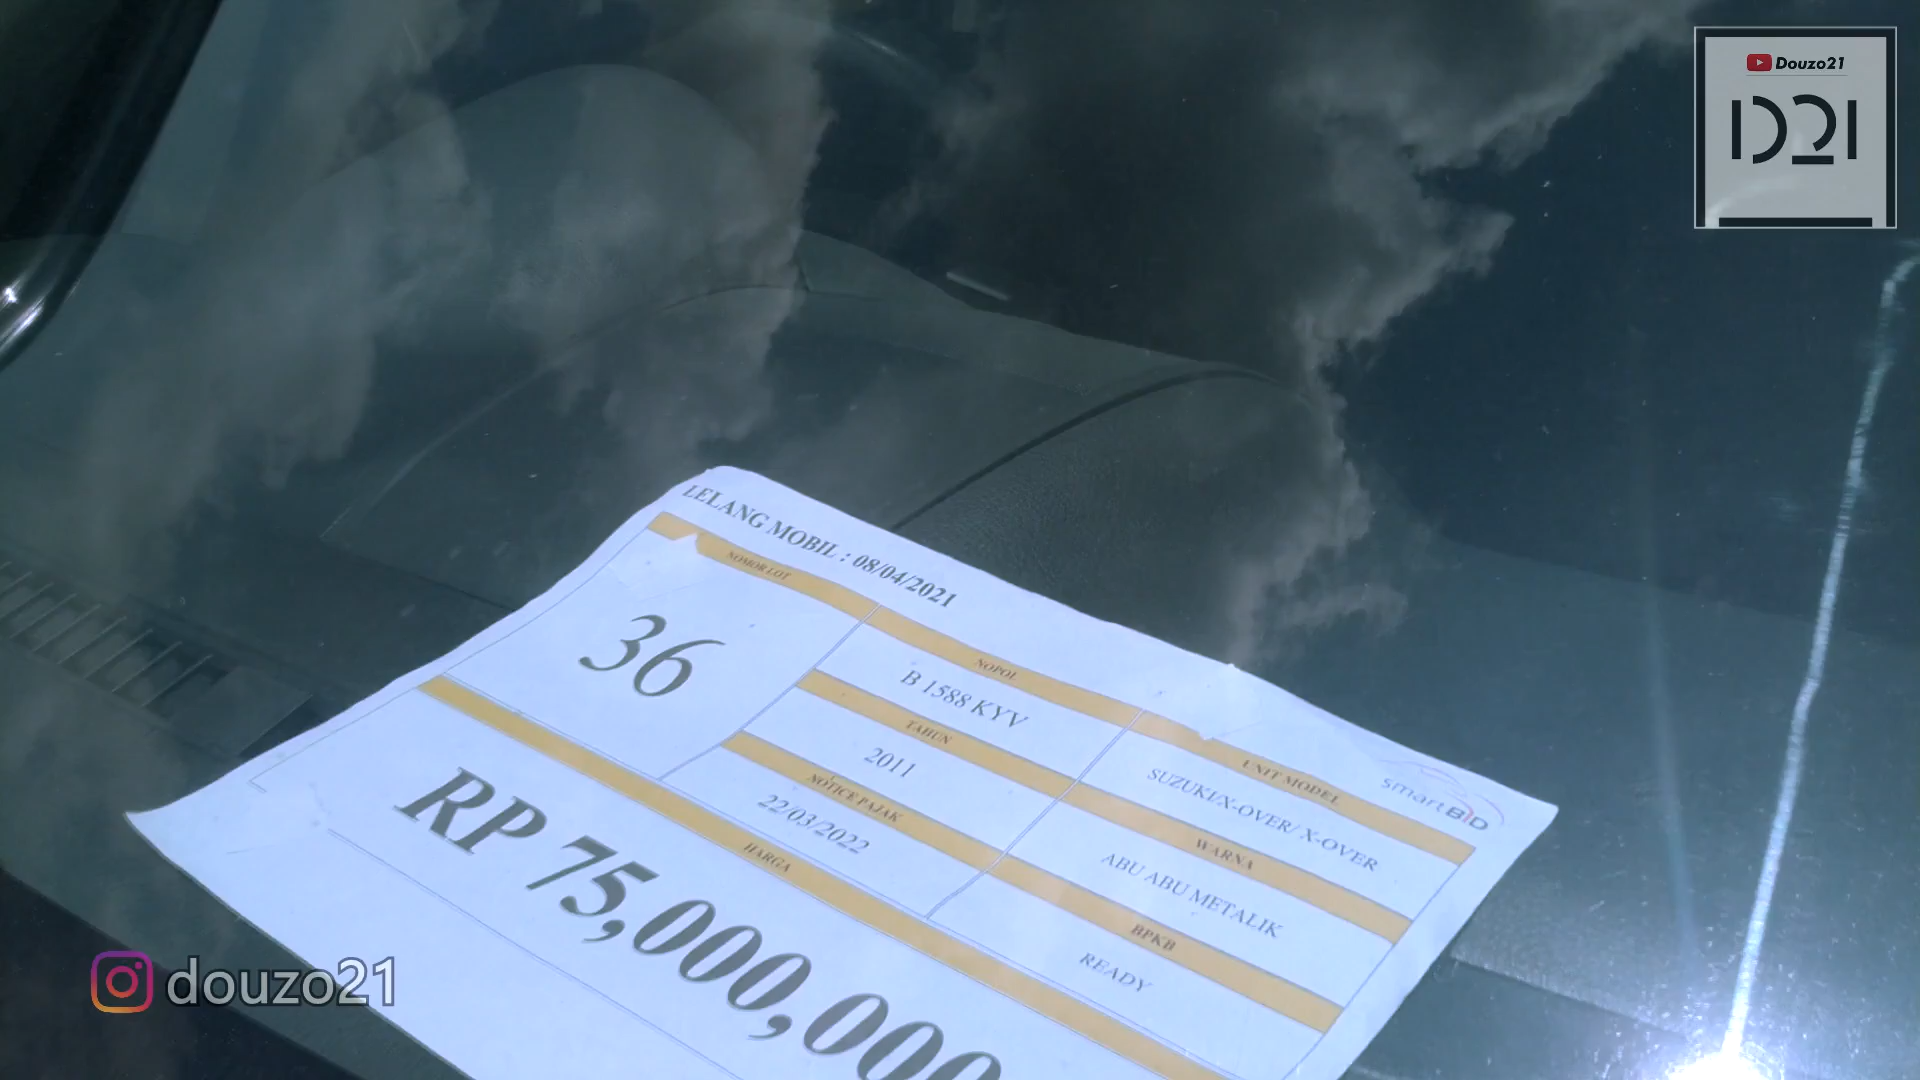 Douzo21
D21
LELANG MOBIL : 08/04/2021
NOMOR LOT
36
NOPOL
B 1588 KYV
TAHUN
2011
NOTICE PAJAK
22/03/2022
UNIT MODEL
SUZUKI/X-OVER/ X-OVER
WARNA
ABU ABU METALIK
BPKB
READY
smartBID
HARGA
RP 75,000,000
douzo21